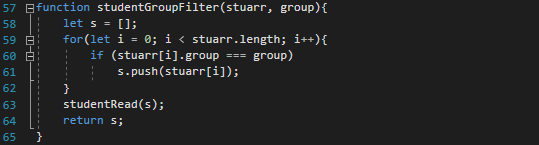 57 function studentGroupFilter(stuarr, group){
58     let s = [];
59     for(let i = 0; i < stuarr.length; i++){
60         if (stuarr[i].group === group)
61             s.push(stuarr[i]);
62     }
63     studentRead(s);
64     return s;
65 }